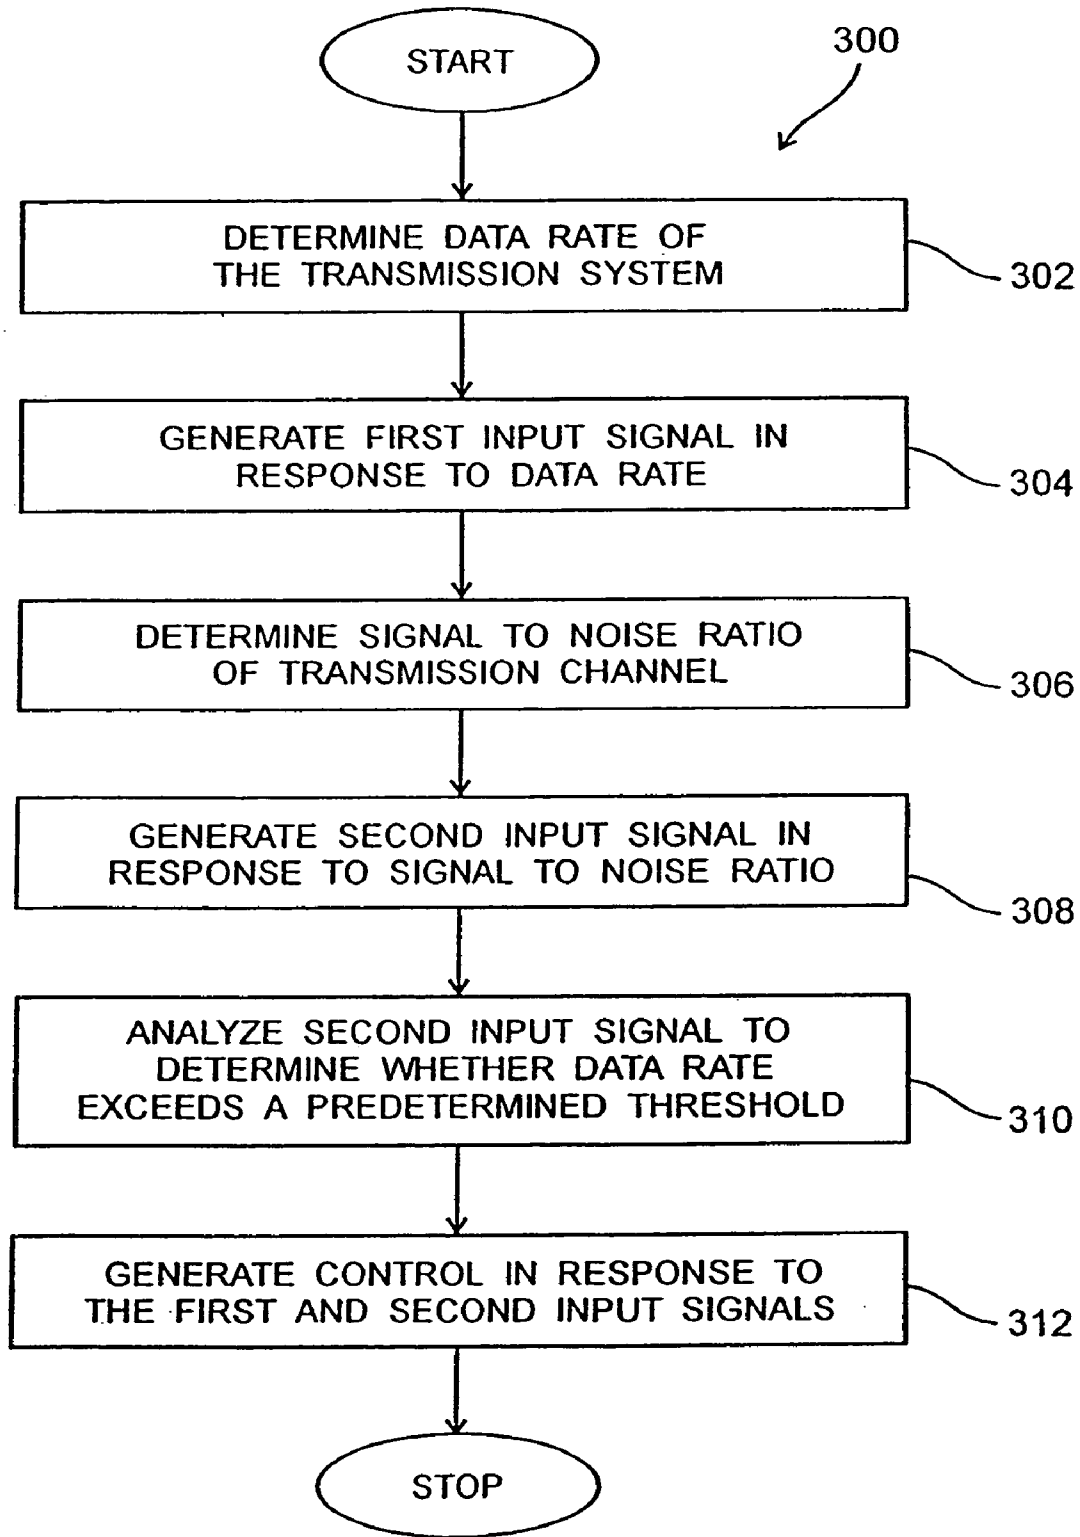 START
300
DETERMINE DATA RATE OF
THE TRANSMISSION SYSTEM
302
GENERATE FIRST INPUT SIGNAL IN
RESPONSE TO DATA RATE
304
DETERMINE SIGNAL TO NOISE RATIO
OF TRANSMISSION CHANNEL
306
GENERATE SECOND INPUT SIGNAL IN
RESPONSE TO SIGNAL TO NOISE RATIO
308
ANALYZE SECOND INPUT SIGNAL TO
DETERMINE WHETHER DATA RATE
EXCEEDS A PREDETERMINED THRESHOLD
310
GENERATE CONTROL IN RESPONSE TO
THE FIRST AND SECOND INPUT SIGNALS
312
STOP